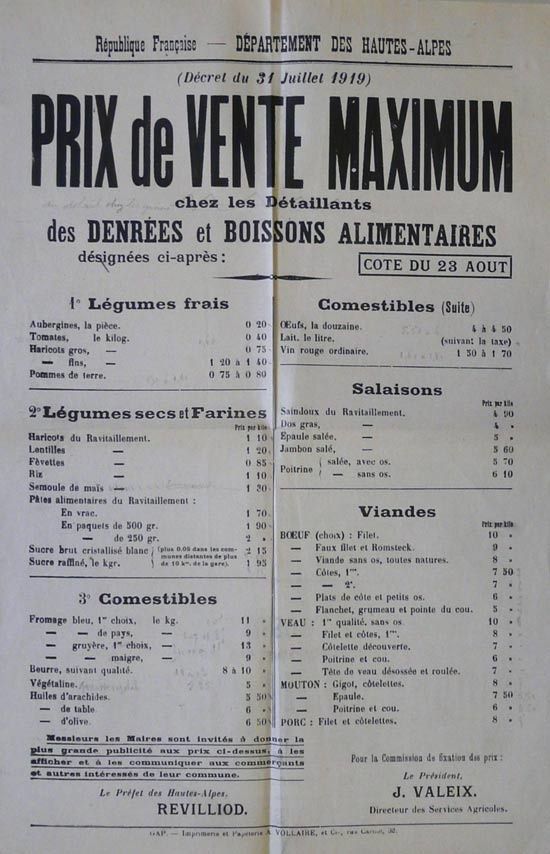 République Française — DÉPARTEMENT DES HAUTES-ALPES
(Décret du 31 Juillet 1919)
PRIX de VENTE MAXIMUM
chez les Détaillants
des DENRÉES et BOISSONS ALIMENTAIRES
désignées ci-après :
COTE DU 23 AOUT
1° Légumes frais
Aubergines, la pièce. 0 20
Tomates, le kilog. 0 40
Haricots gros, — 0 75
— fins, — 1 20 à 1 40
Pommes de terre. 0 75 à 0 80
2° Légumes secs et Farines
Prix par kilo
Haricots du Ravitaillement. 1 10
Lentilles — 1 20
Fèvettes — 0 85
Riz — 1 10
Semoule de maïs — 1 30
Pâtes alimentaires du Ravitaillement :
En vrac. 1 70
En paquets de 500 gr. 1 90
— de 250 gr. 2 »
Sucre brut cristallisé blanc 2 15
Sucre raffiné, le kgr. 1 95
(plus 0.05 dans les com-
munes distantes de plus
de 10 km. de la gare).
3° Comestibles
Fromage bleu, 1er choix, le kg. 11 »
— — de pays, — 9 »
— gruyère, 1er choix, — 13 »
— — maigre, — 9 »
Beurre, suivant qualité. 8 à 10 »
Végétaline. 5 »
Huiles d'arachides. 5 50
— de table 6 »
— d'olive. 6 50
Messieurs les Maires sont invités à donner la
plus grande publicité aux prix ci-dessus, à les
afficher et à les communiquer aux commerçants
et autres intéressés de leur commune.
Le Préfet des Hautes-Alpes.
REVILLIOD.
Comestibles (Suite)
Œufs, la douzaine. 4 à 4 50
Lait. le litre. (suivant la taxe)
Vin rouge ordinaire. 1 50 à 1 70
Salaisons
Prix par kilo
Saindoux du Ravitaillement. 4 90
Dos gras, — 4 »
Epaule salée, — 5 »
Jambon salé, — 5 60
Poitrine salée, avec os. 5 70
— sans os. 6 10
Viandes
Prix par kilo
BŒUF (choix) : Filet. 10 »
— Faux filet et Romsteck. 9 »
— Viande sans os, toutes natures. 8 »
— Côtes, 1re. 7 50
— — 2e. 7 »
— Plats de côte et petits os. 6 »
— Flanchet, grumeau et pointe du cou. 5 »
VEAU : 1re qualité, sans os. 10 »
— Filet et côtes, 1re. 8 »
— Côtelette découverte. 7 »
— Poitrine et cou. 6 »
— Tête de veau désossée et roulée. 7 »
MOUTON : Gigot, côtelettes. 8 »
— Epaule. 7 50
— Poitrine et cou. 6 »
PORC : Filet et côtelettes. 8 »
Pour la Commission de fixation des prix :
Le Président,
J. VALEIX.
Directeur des Services Agricoles.
GAP. — Imprimerie et Papeterie A. VOLLAIRE, et Cie, rue Carnot, 32.